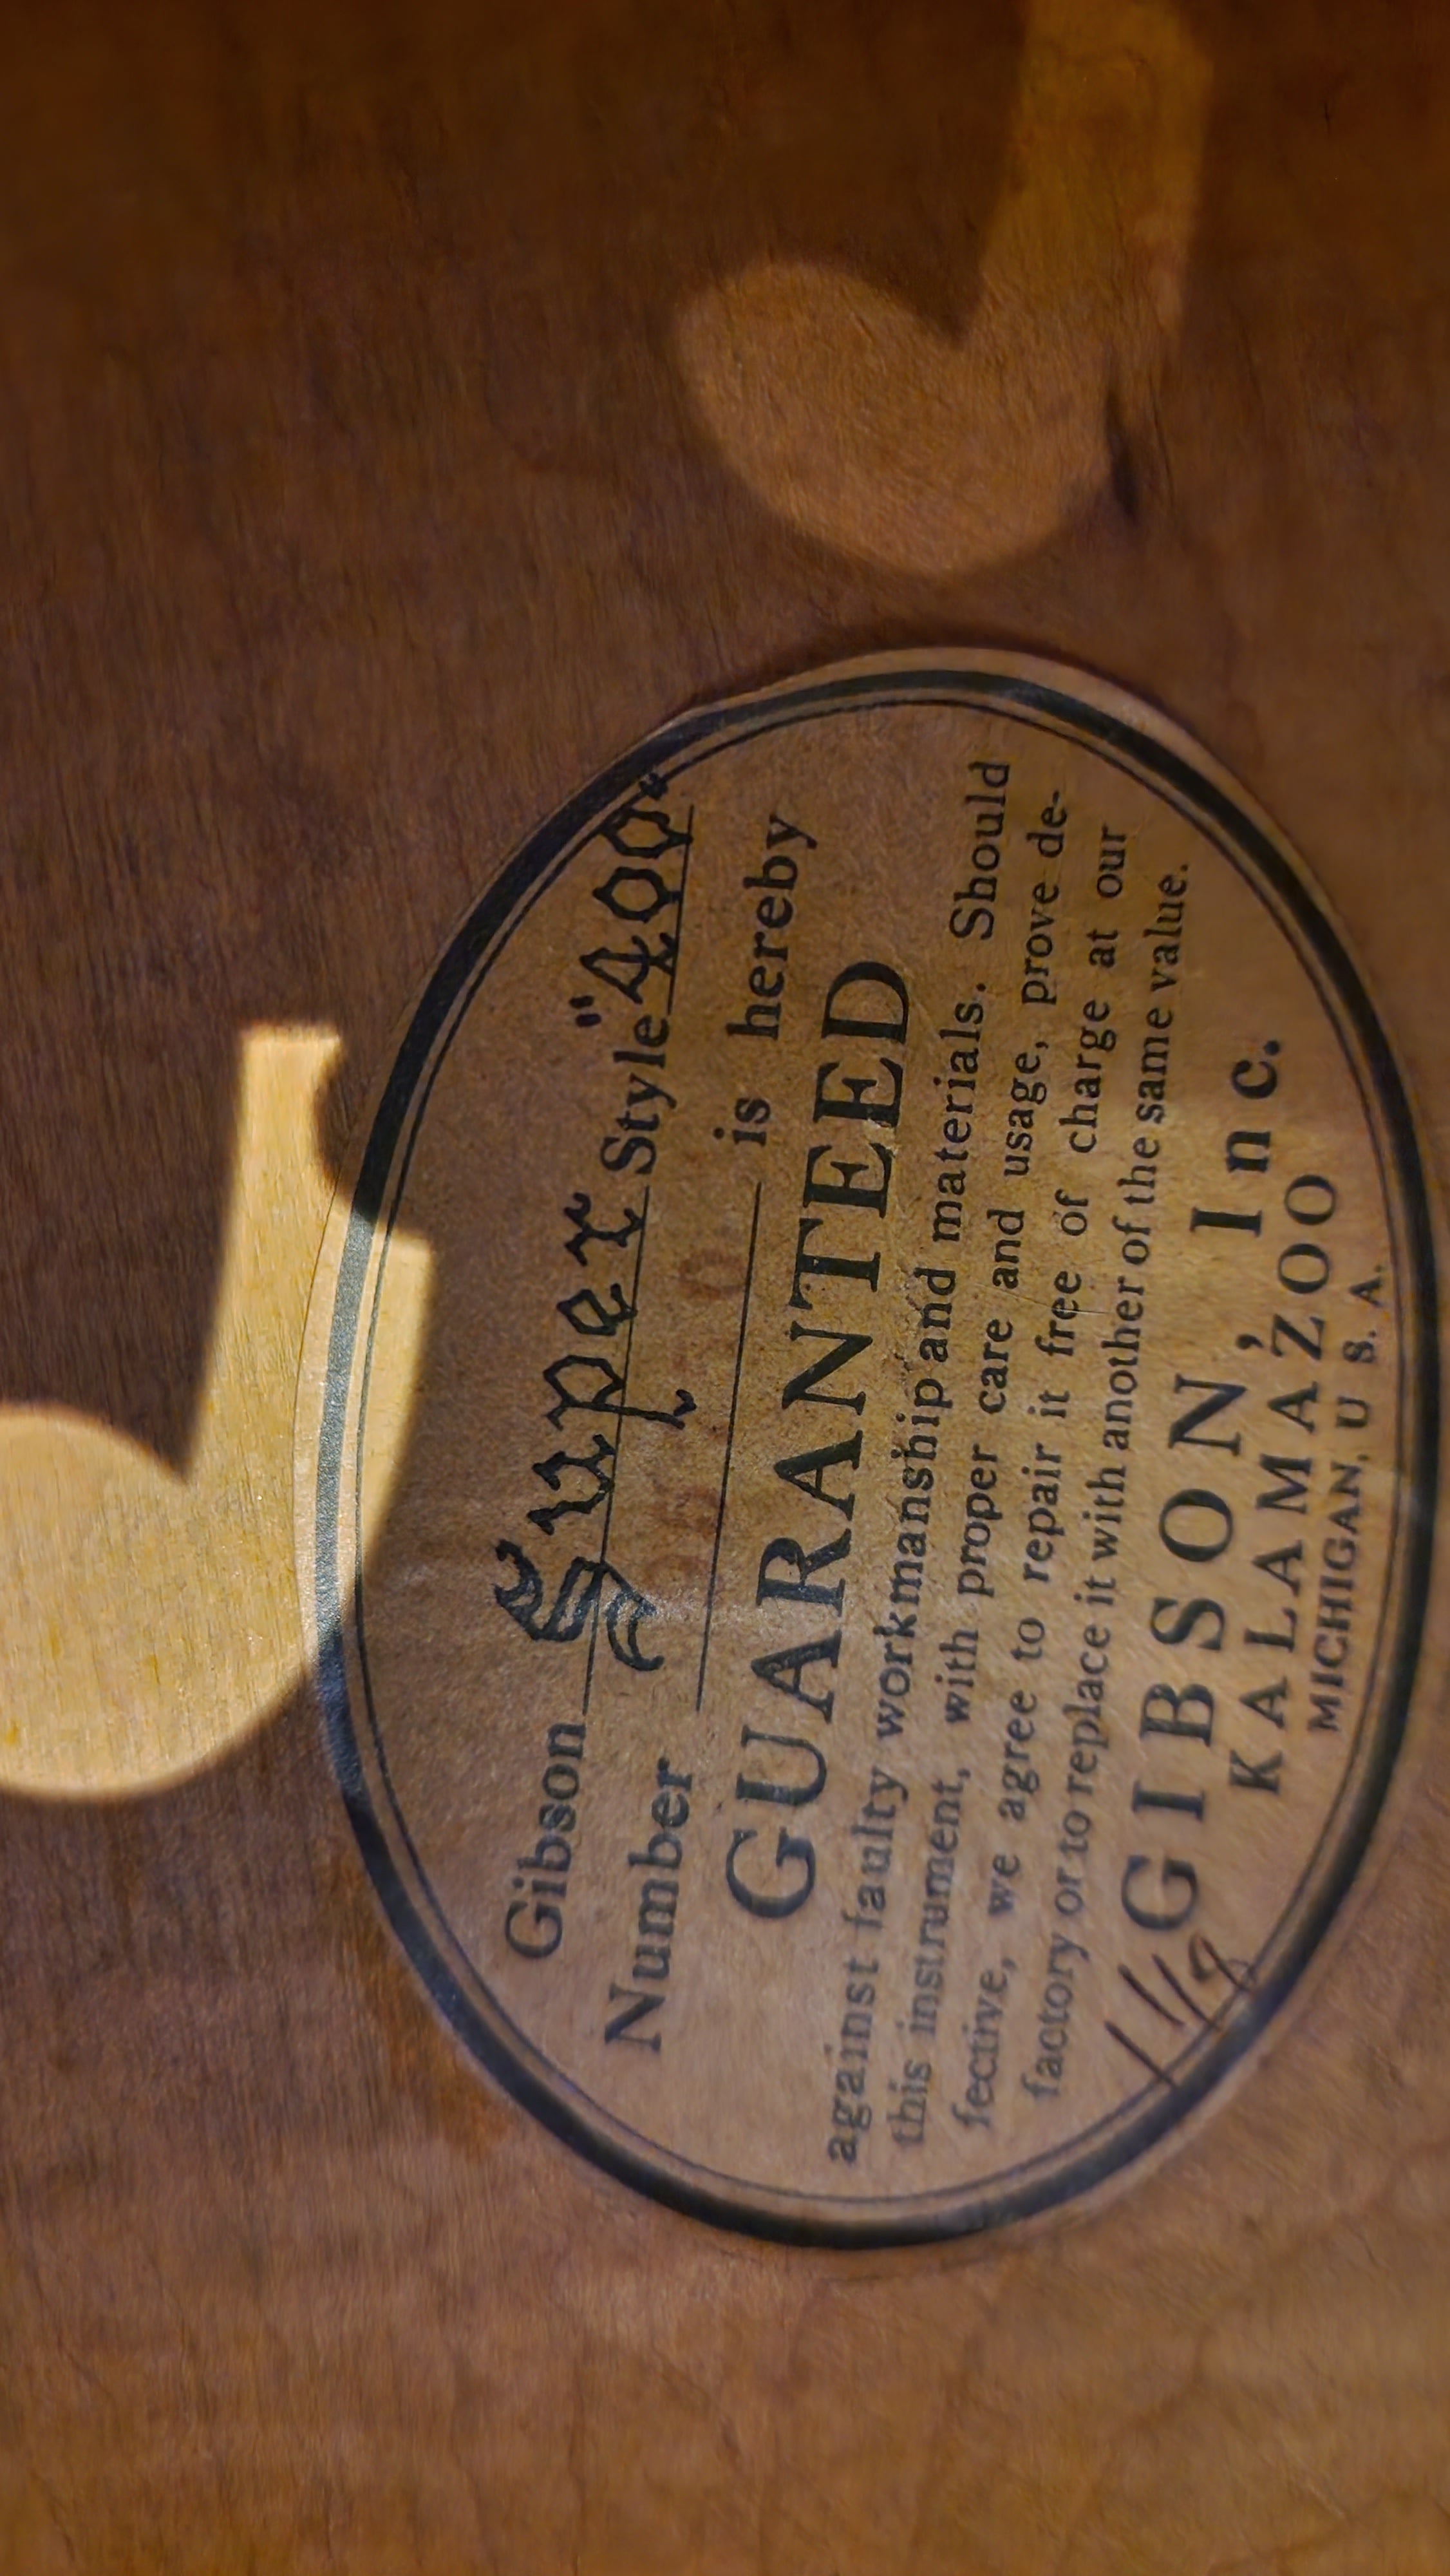 Gibson Super Style "400"
Number is hereby
GUARANTEED
against faulty workmanship and materials. Should
this instrument, with proper care and usage, prove de-
fective, we agree to repair it free of charge at our
factory or to replace it with another of the same value.
GIBSON, Inc.
KALAMAZOO
MICHIGAN, U S. A.